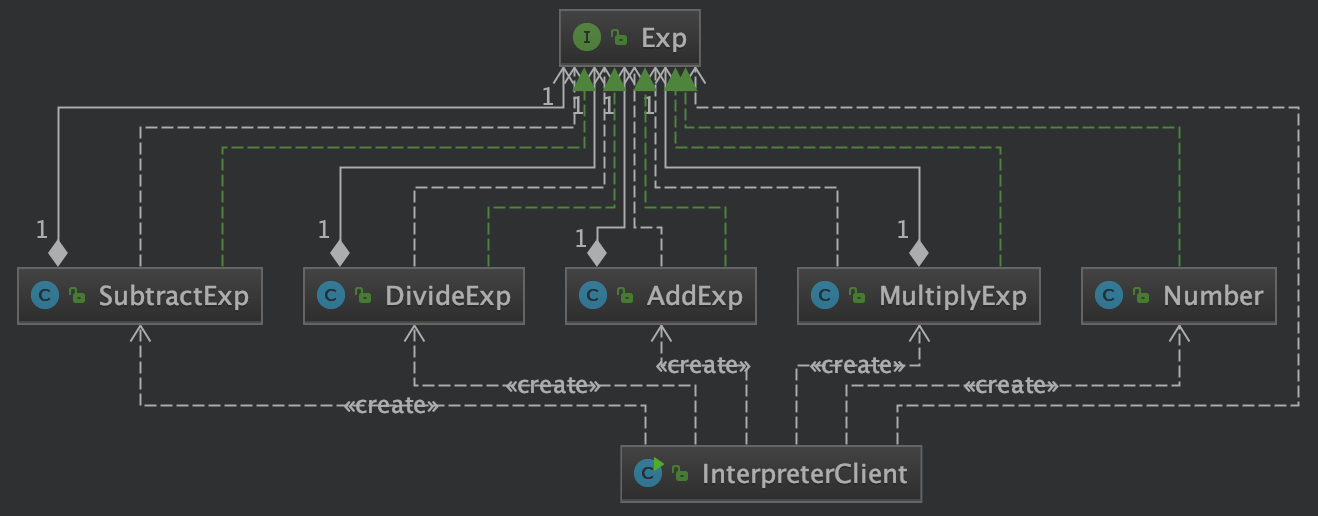 I Exp
1 1 1 1
1 1 1 1
C SubtractExp C DivideExp C AddExp C MultiplyExp C Number
«create» «create»
«create» «create»
«create»
C InterpreterClient